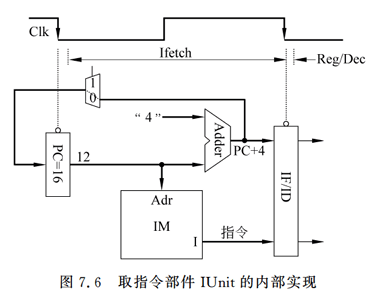 Clk
Ifetch
Reg/Dec
1
0
“4”
Adder
PC+4
PC=16
12
IF/ID
Adr
IM
I
指令
图 7.6 取指令部件 IUnit 的内部实现